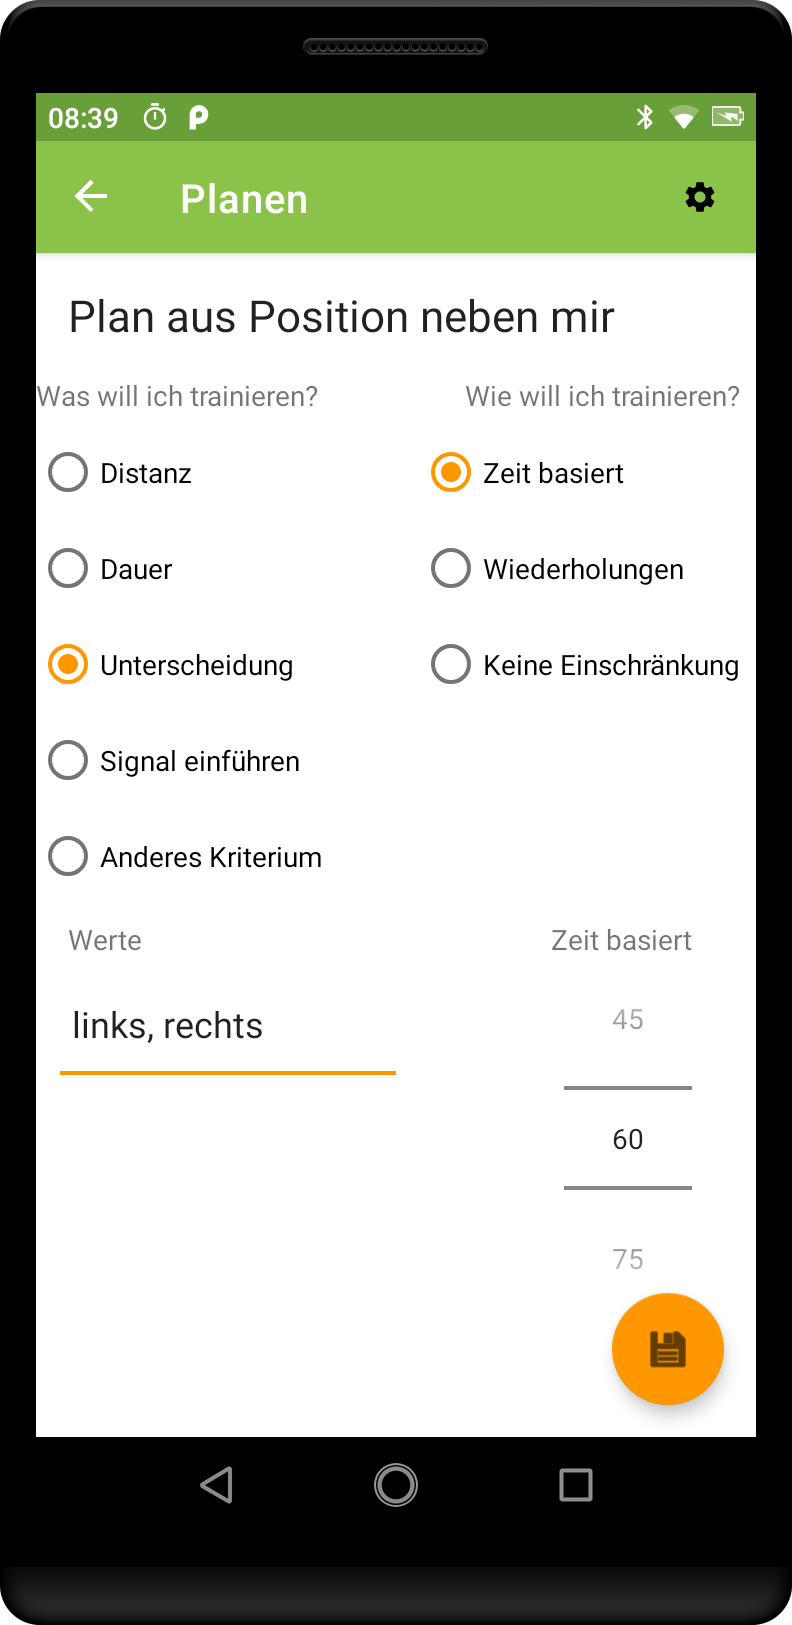 08:39
Planen
Plan aus Position neben mir
Was will ich trainieren? Wie will ich trainieren?
Distanz Zeit basiert
Dauer Wiederholungen
Unterscheidung Keine Einschränkung
Signal einführen
Anderes Kriterium
Werte Zeit basiert
links, rechts 45
60
75